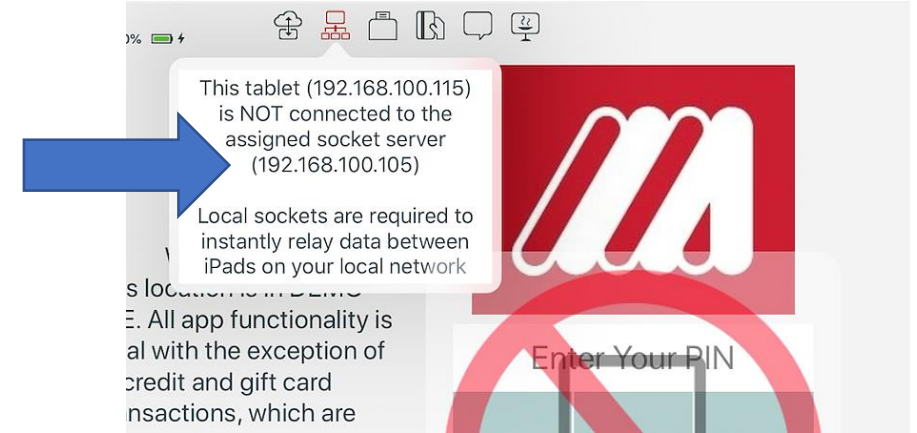 0%
This tablet (192.168.100.115)
is NOT connected to the
assigned socket server
(192.168.100.105)
Local sockets are required to
instantly relay data between
iPads on your local network
s location is in DEMO
E. All app functionality is
al with the exception of
credit and gift card
nsactions, which are
Enter Your PIN